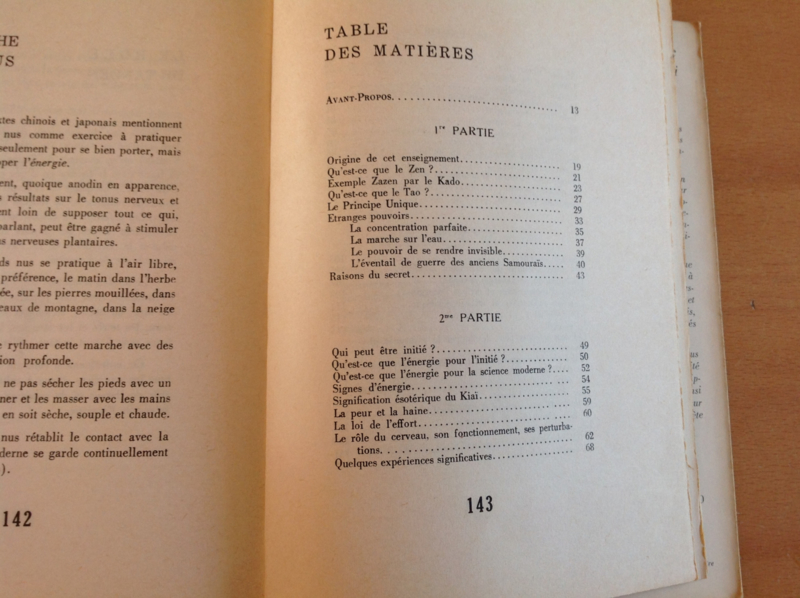 HE
US
tes chinois et japonais mentionnent
nus comme exercice à pratiquer
seulement pour se bien porter, mais
per l'énergie.
ent, quoique anodin en apparence,
résultats sur le tonus nerveux et
ent loin de supposer tout ce qui,
parlant, peut être gagné à stimuler
s nerveuses plantaires.
ds nus se pratique à l'air libre,
préférence, le matin dans l'herbe
ée, sur les pierres mouillées, dans
eaux de montagne, dans la neige
rythmer cette marche avec des
ion profonde.
ne pas sécher les pieds avec un
ner et les masser avec les mains
en soit sèche, souple et chaude.
nus rétablit le contact avec la
derne se garde continuellement
).
142
TABLE
DES MATIÈRES
Avant-Propos. 13
1re PARTIE
Origine de cet enseignement. 19
Qu'est-ce que le Zen ? 21
Exemple Zazen par le Kado. 23
Qu'est-ce que le Tao ? 27
Le Principe Unique. 29
Etranges pouvoirs. 33
La concentration parfaite. 35
La marche sur l'eau. 37
Le pouvoir de se rendre invisible. 39
L'éventail de guerre des anciens Samouraïs. 40
Raisons du secret. 43
2me PARTIE
Qui peut être initié ? 49
Qu'est-ce que l'énergie pour l'initié ? 50
Qu'est-ce que l'énergie pour la science moderne ? 52
Signes d'énergie. 54
Signification ésotérique du Kiaï. 55
La peur et la haine. 59
La loi de l'effort. 60
Le rôle du cerveau, son fonctionnement, ses perturba-
tions. 62
Quelques expériences significatives. 68
143